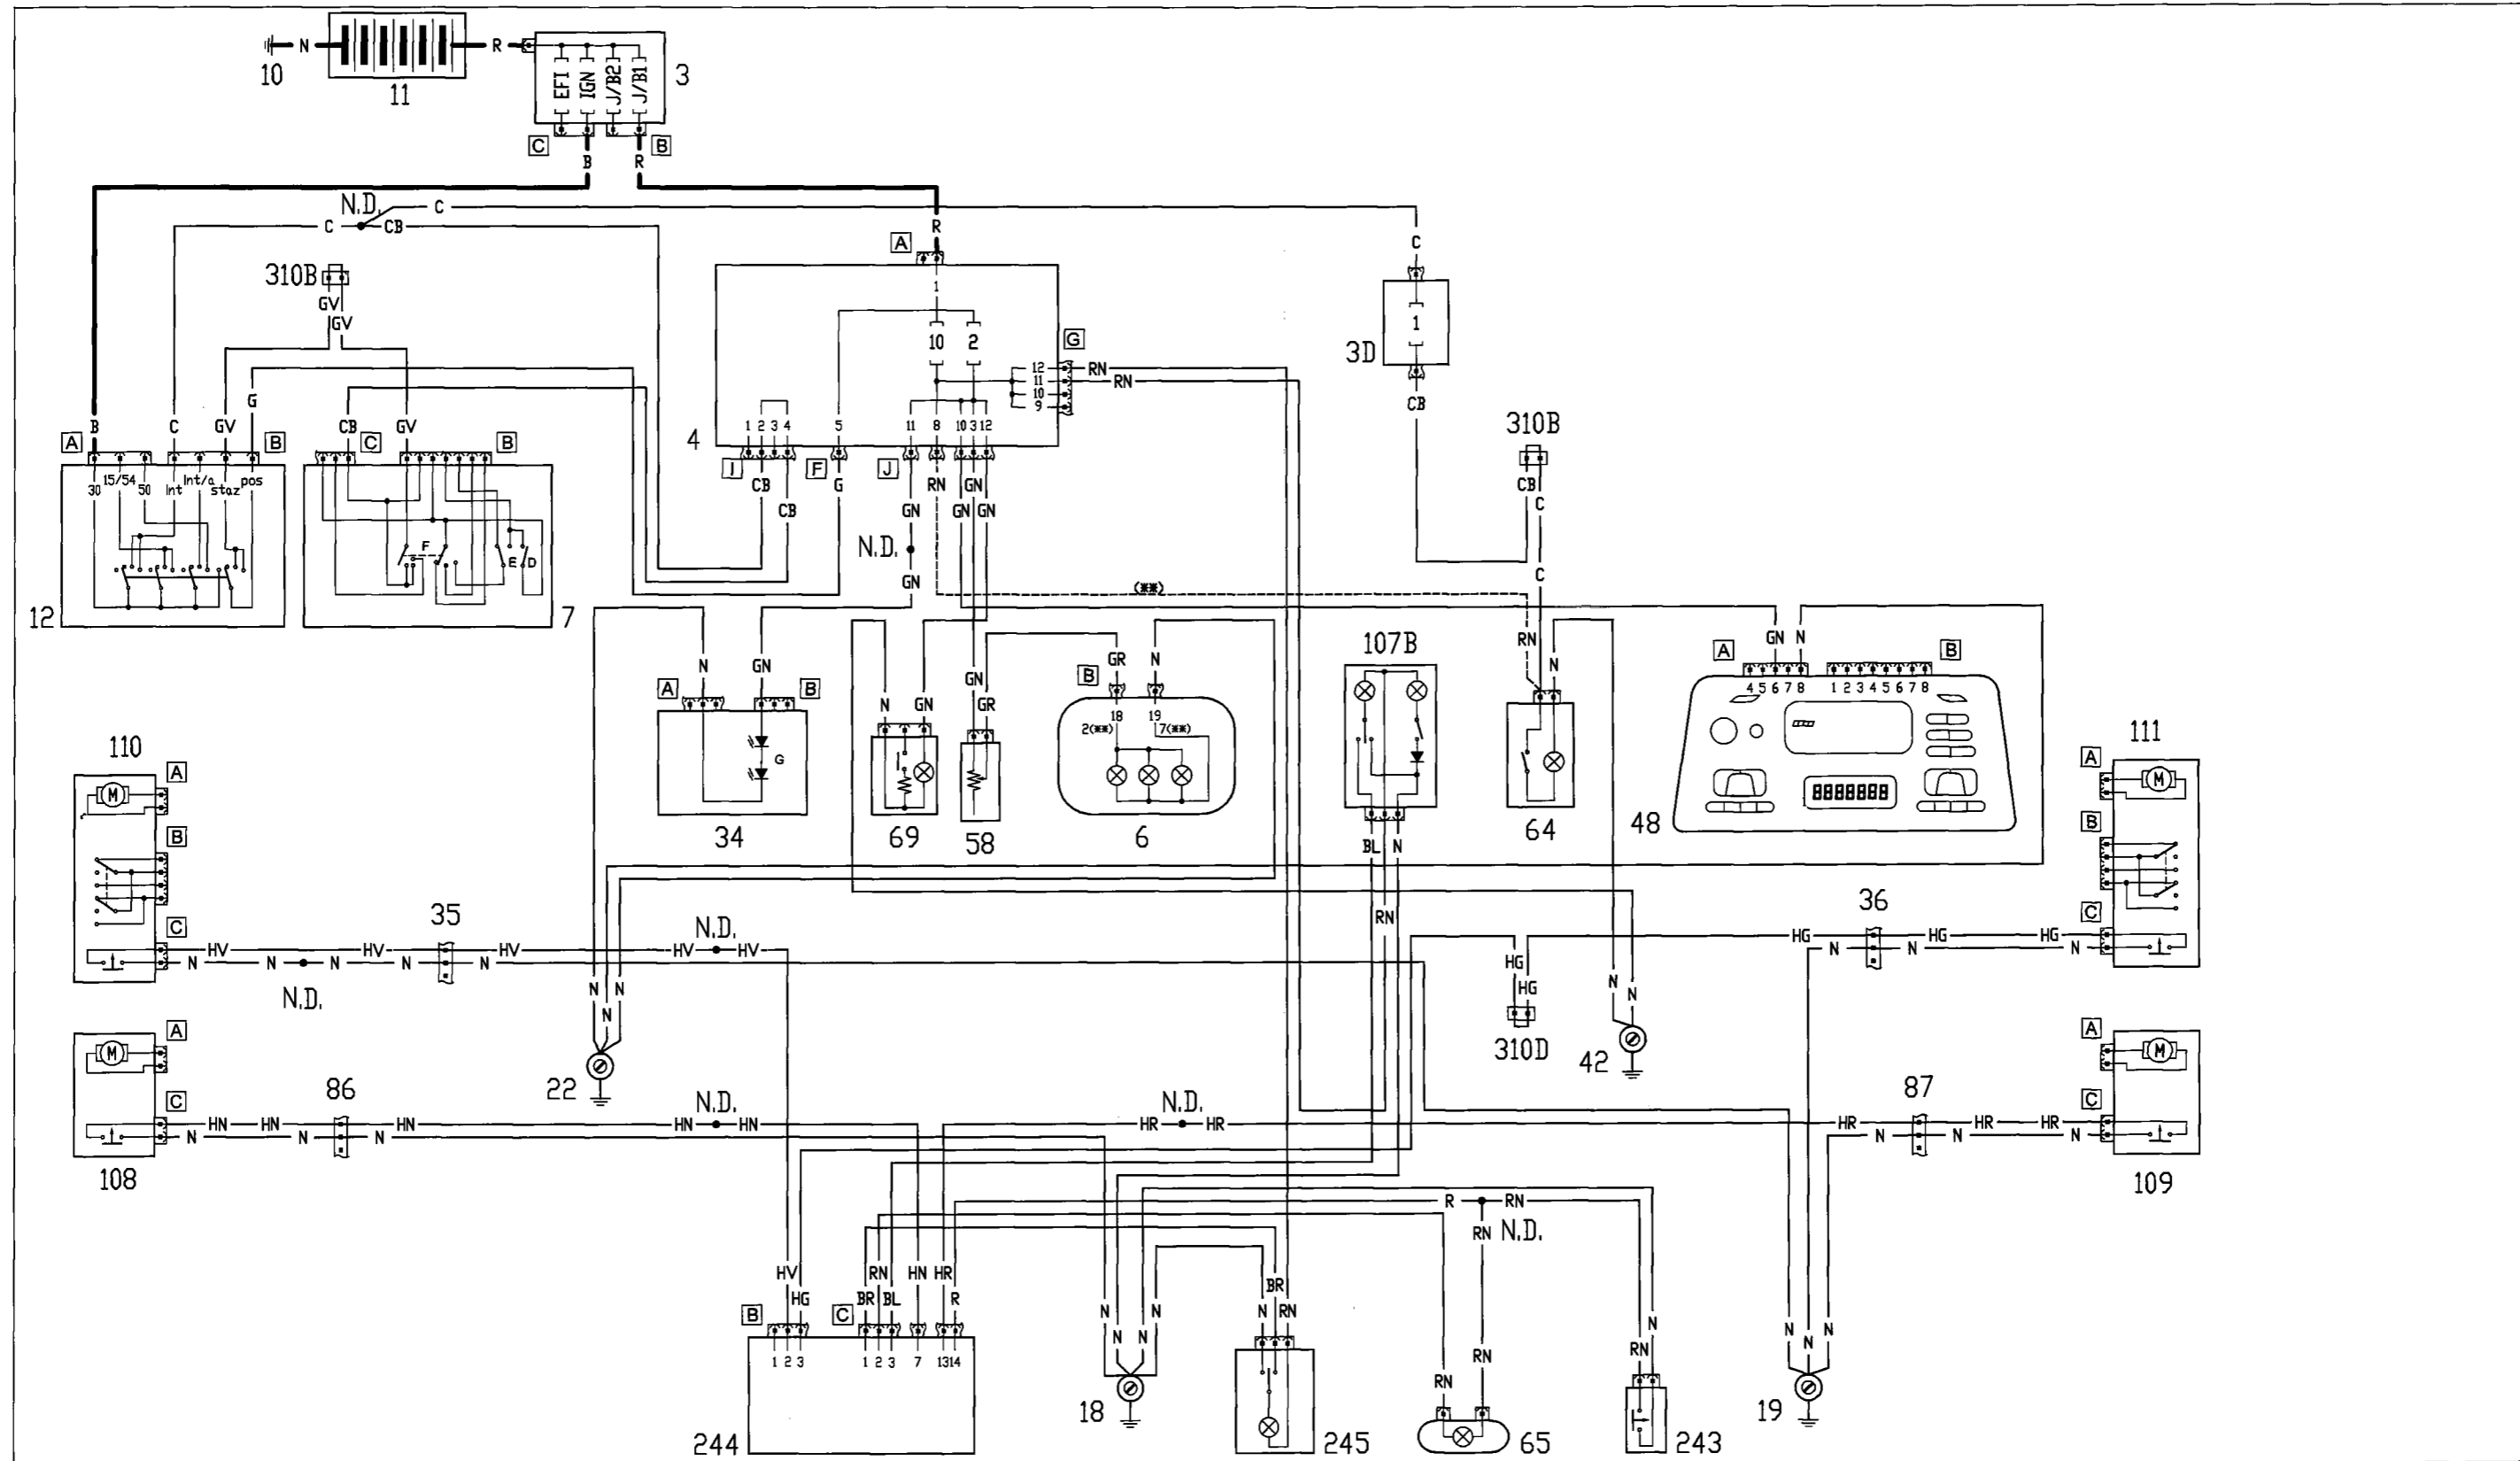 10 N 11 R 3
EFI IGN J/B2 J/B1
C B
B R
N.D. C
C CB
R
A
C
310B
GV
GV
1
10 2
G
12 RN
11 RN
10
9
3D
1
CB
G
B C GV CB GV
A B C B
4
1 2 3 4 5 11 8 10 3 12
I F J
CB G RN GN
CB GN GN GN
310B
CB
C
30 15/54 50 int int/a staz pos
F E D
12 7
N.D.
GN
C
(**)
N GN
A B
G
34
N GN
69
GN
GR
58
GR N
B
18 19
2(**) 7(**)
6
107B
BL N
RN
RN N
64
GN N
A B
4 5 6 7 8 1 2 3 4 5 6 7 8
8888888
48
110
A
M
B
C
111
A
M
B
C
35
HV HV HV
N N N N N
N.D.
N.D.
HV HV
36
HG HG HG
N N N
HG
HG
310D
N N N
22
N N
42
108
A
M
C
86
HN HN HN
N N N
N.D.
HN HN
N.D.
HR HR
87
HR HR HR
N N N
A
M
C
109
R RN
RN N.D.
HV RN HN HR
HG BR BL R
B C
1 2 3 1 2 3 7 13 14
244
N N N N
18
BR
N RN
245
RN RN
65
RN N
243
N N N
19